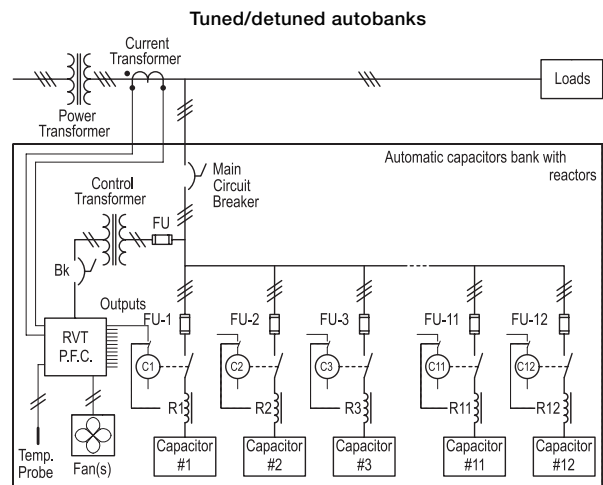 Tuned/detuned autobanks
Current
Transformer
Power
Transformer
Loads
Automatic capacitors bank with
reactors
Main
Circuit
Breaker
Control
Transformer
FU
Bk
Outputs
RVT
P.F.C.
Temp.
Probe
Fan(s)
FU-1
FU-2
FU-3
FU-11
FU-12
C1
C2
C3
C11
C12
R1
R2
R3
R11
R12
Capacitor
#1
Capacitor
#2
Capacitor
#3
Capacitor
#11
Capacitor
#12